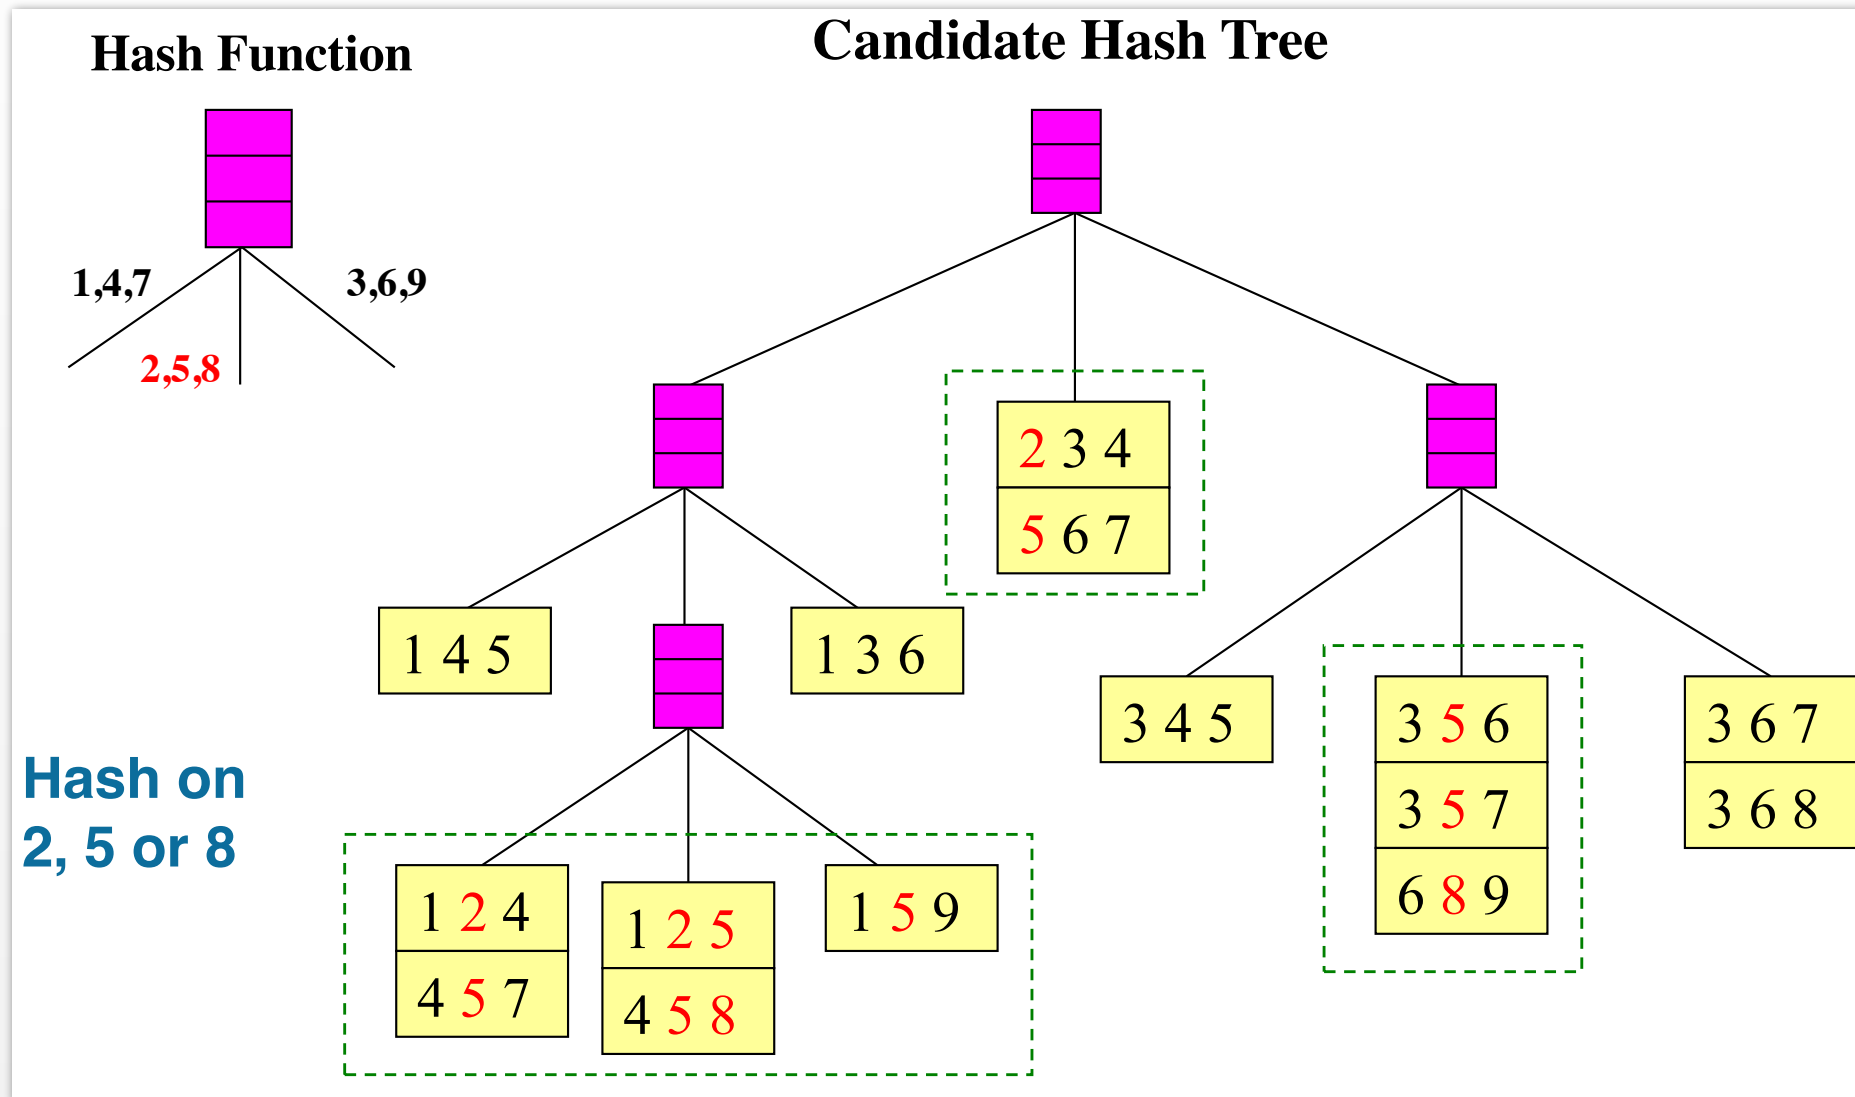 Hash Function
Candidate Hash Tree
1,4,7
3,6,9
2,5,8
2 3 4
5 6 7
1 4 5
1 3 6
3 4 5
3 5 6
3 5 7
6 8 9
3 6 7
3 6 8
Hash on
2, 5 or 8
1 2 4
4 5 7
1 2 5
4 5 8
1 5 9